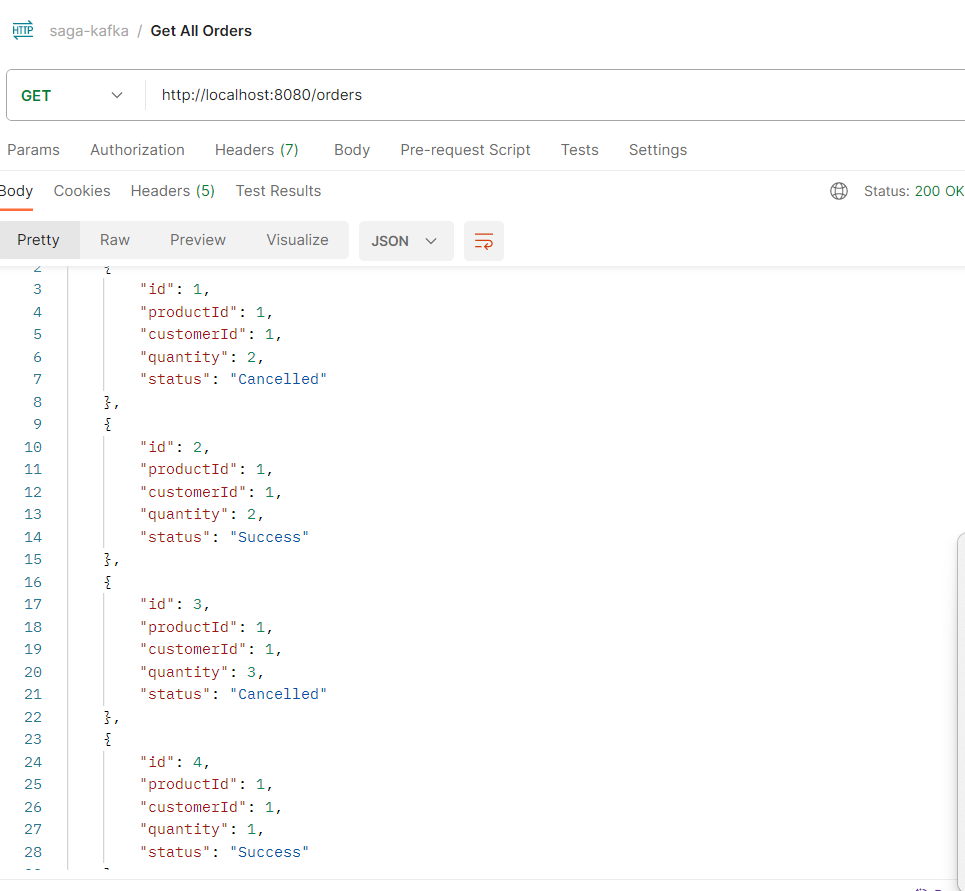 HTTP saga-kafka / Get All Orders
GET http://localhost:8080/orders
Params Authorization Headers (7) Body Pre-request Script Tests Settings
Body Cookies Headers (5) Test Results Status: 200 OK
Pretty Raw Preview Visualize JSON
2 {
3 "id": 1,
4 "productId": 1,
5 "customerId": 1,
6 "quantity": 2,
7 "status": "Cancelled"
8 },
9 {
10 "id": 2,
11 "productId": 1,
12 "customerId": 1,
13 "quantity": 2,
14 "status": "Success"
15 },
16 {
17 "id": 3,
18 "productId": 1,
19 "customerId": 1,
20 "quantity": 3,
21 "status": "Cancelled"
22 },
23 {
24 "id": 4,
25 "productId": 1,
26 "customerId": 1,
27 "quantity": 1,
28 "status": "Success"